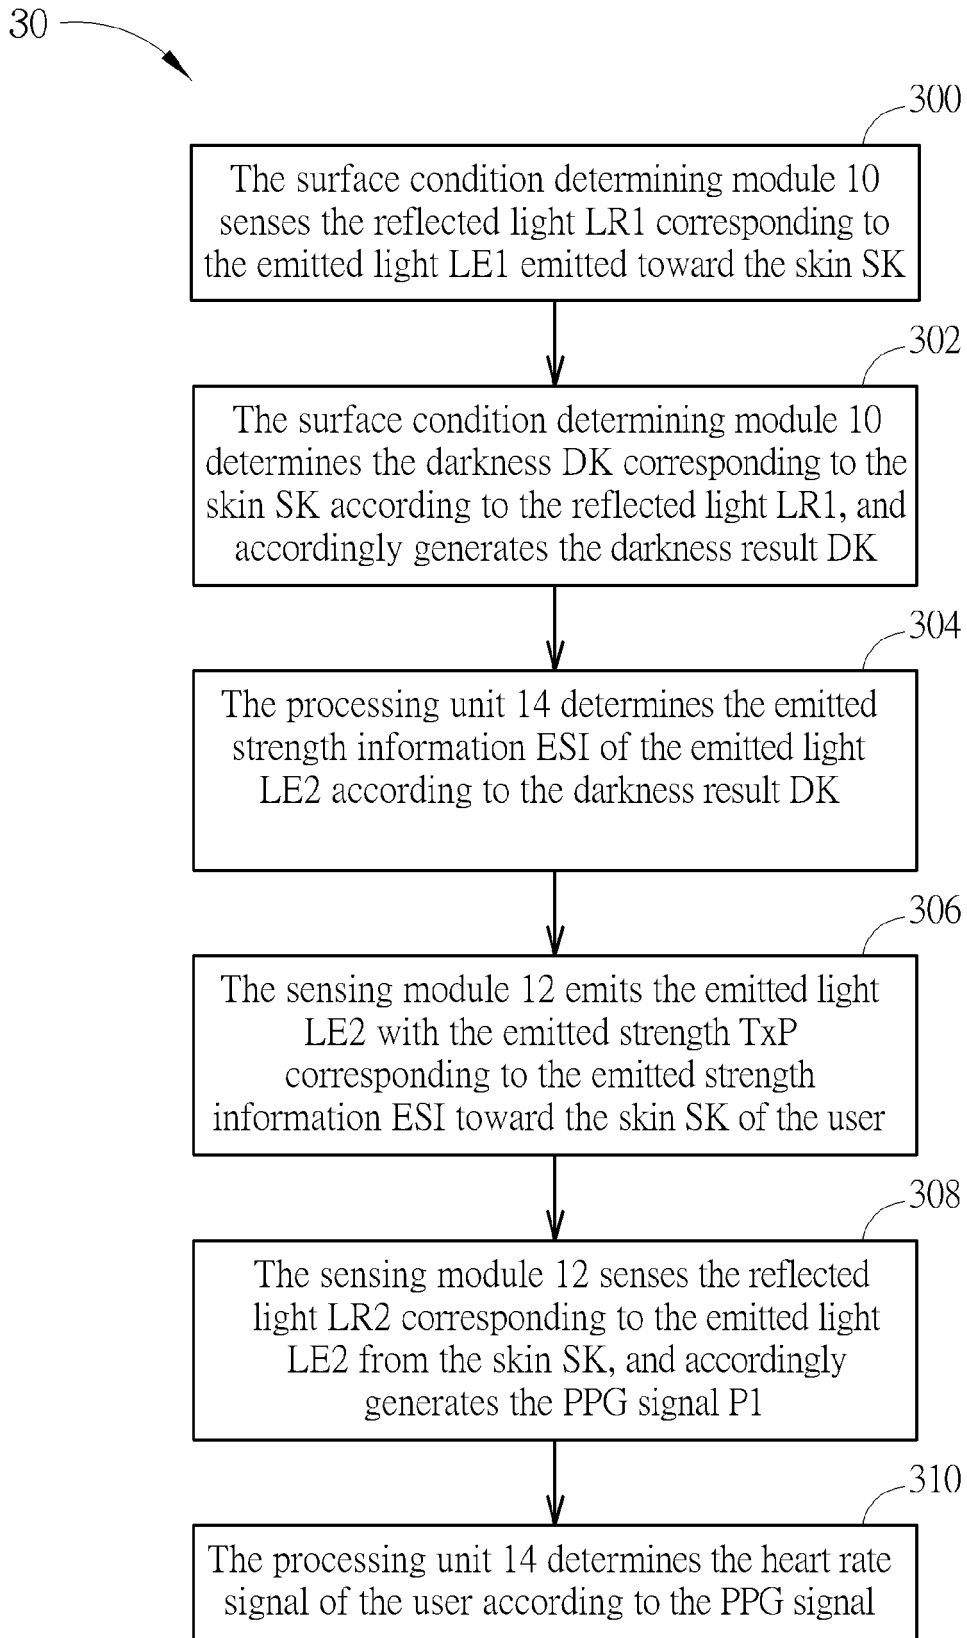 30
300
The surface condition determining module 10
senses the reflected light LR1 corresponding to
the emitted light LE1 emitted toward the skin SK
302
The surface condition determining module 10
determines the darkness DK corresponding to the
skin SK according to the reflected light LR1, and
accordingly generates the darkness result DK
304
The processing unit 14 determines the emitted
strength information ESI of the emitted light
LE2 according to the darkness result DK
306
The sensing module 12 emits the emitted light
LE2 with the emitted strength TxP
corresponding to the emitted strength
information ESI toward the skin SK of the user
308
The sensing module 12 senses the reflected
light LR2 corresponding to the emitted light
LE2 from the skin SK, and accordingly
generates the PPG signal P1
310
The processing unit 14 determines the heart rate
signal of the user according to the PPG signal